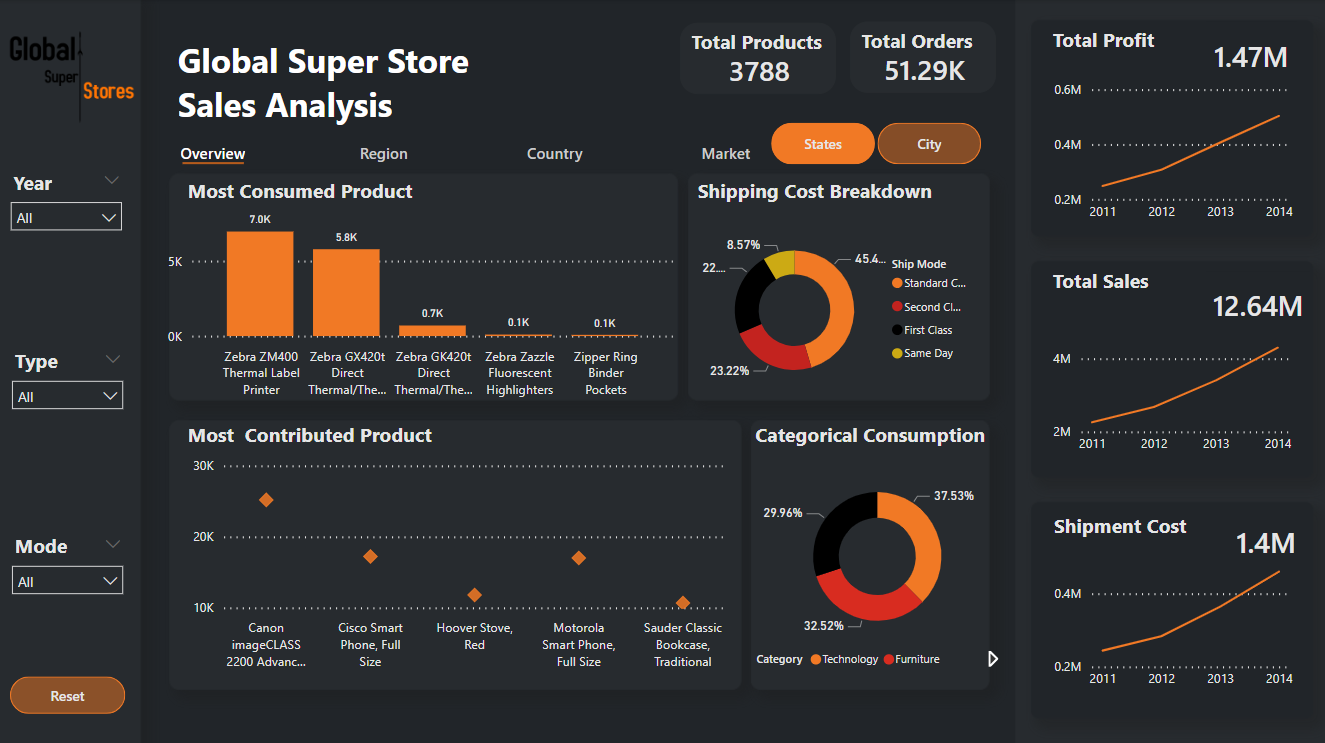 Global
Super
Stores
Year
All
Type
All
Mode
All
Reset
Global Super Store
Sales Analysis
Total Products
3788
Total Orders
51.29K
Overview
Region
Country
Market
States
City
Most Consumed Product
5K
0K
7.0K
5.8K
0.7K
0.1K
0.1K
Zebra ZM400
Thermal Label
Printer
Zebra GX420t
Direct
Thermal/The...
Zebra GK420t
Direct
Thermal/The...
Zebra Zazzle
Fluorescent
Highlighters
Zipper Ring
Binder
Pockets
Shipping Cost Breakdown
8.57%
22....
45.4...
23.22%
Ship Mode
Standard C...
Second Cl...
First Class
Same Day
Most  Contributed Product
30K
20K
10K
Canon
imageCLASS
2200 Advanc...
Cisco Smart
Phone, Full
Size
Hoover Stove,
Red
Motorola
Smart Phone,
Full Size
Sauder Classic
Bookcase,
Traditional
Categorical Consumption
37.53%
29.96%
32.52%
Category Technology Furniture
Total Profit
1.47M
0.6M
0.4M
0.2M
2011 2012 2013 2014
Total Sales
12.64M
4M
2M
2011 2012 2013 2014
Shipment Cost
1.4M
0.4M
0.2M
2011 2012 2013 2014